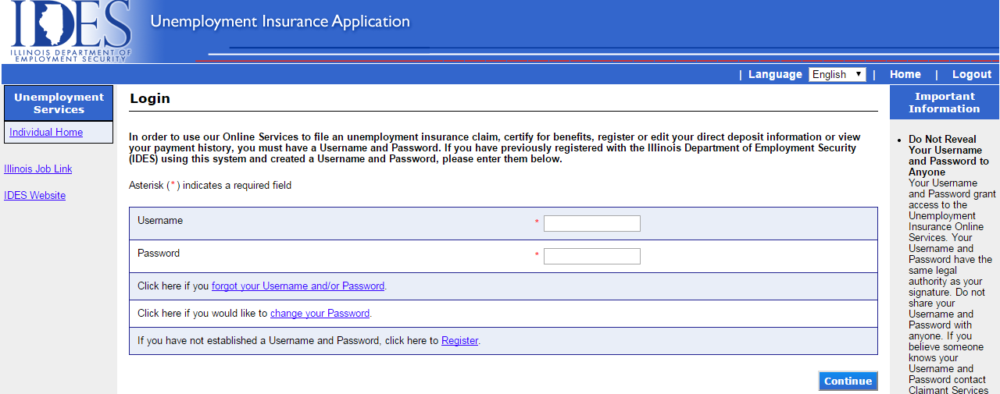 IDES
ILLINOIS DEPARTMENT OF
EMPLOYMENT SECURITY
Unemployment Insurance Application
| Language English ▼ | Home | Logout
Unemployment
Services
Individual Home
Illinois Job Link
IDES Website
Login
In order to use our Online Services to file an unemployment insurance claim, certify for benefits, register or edit your direct deposit information or view
your payment history, you must have a Username and Password. If you have previously registered with the Illinois Department of Employment Security
(IDES) using this system and created a Username and Password, please enter them below.
Asterisk (*) indicates a required field
Username *
Password *
Click here if you forgot your Username and/or Password.
Click here if you would like to change your Password.
If you have not established a Username and Password, click here to Register.
Continue
Important
Information
• Do Not Reveal
Your Username
and Password to
Anyone
Your Username
and Password grant
access to the
Unemployment
Insurance Online
Services. Your
Username and
Password have the
same legal
authority as your
signature. Do not
share your
Username and
Password with
anyone. If you
believe someone
knows your
Username and
Password contact
Claimant Services